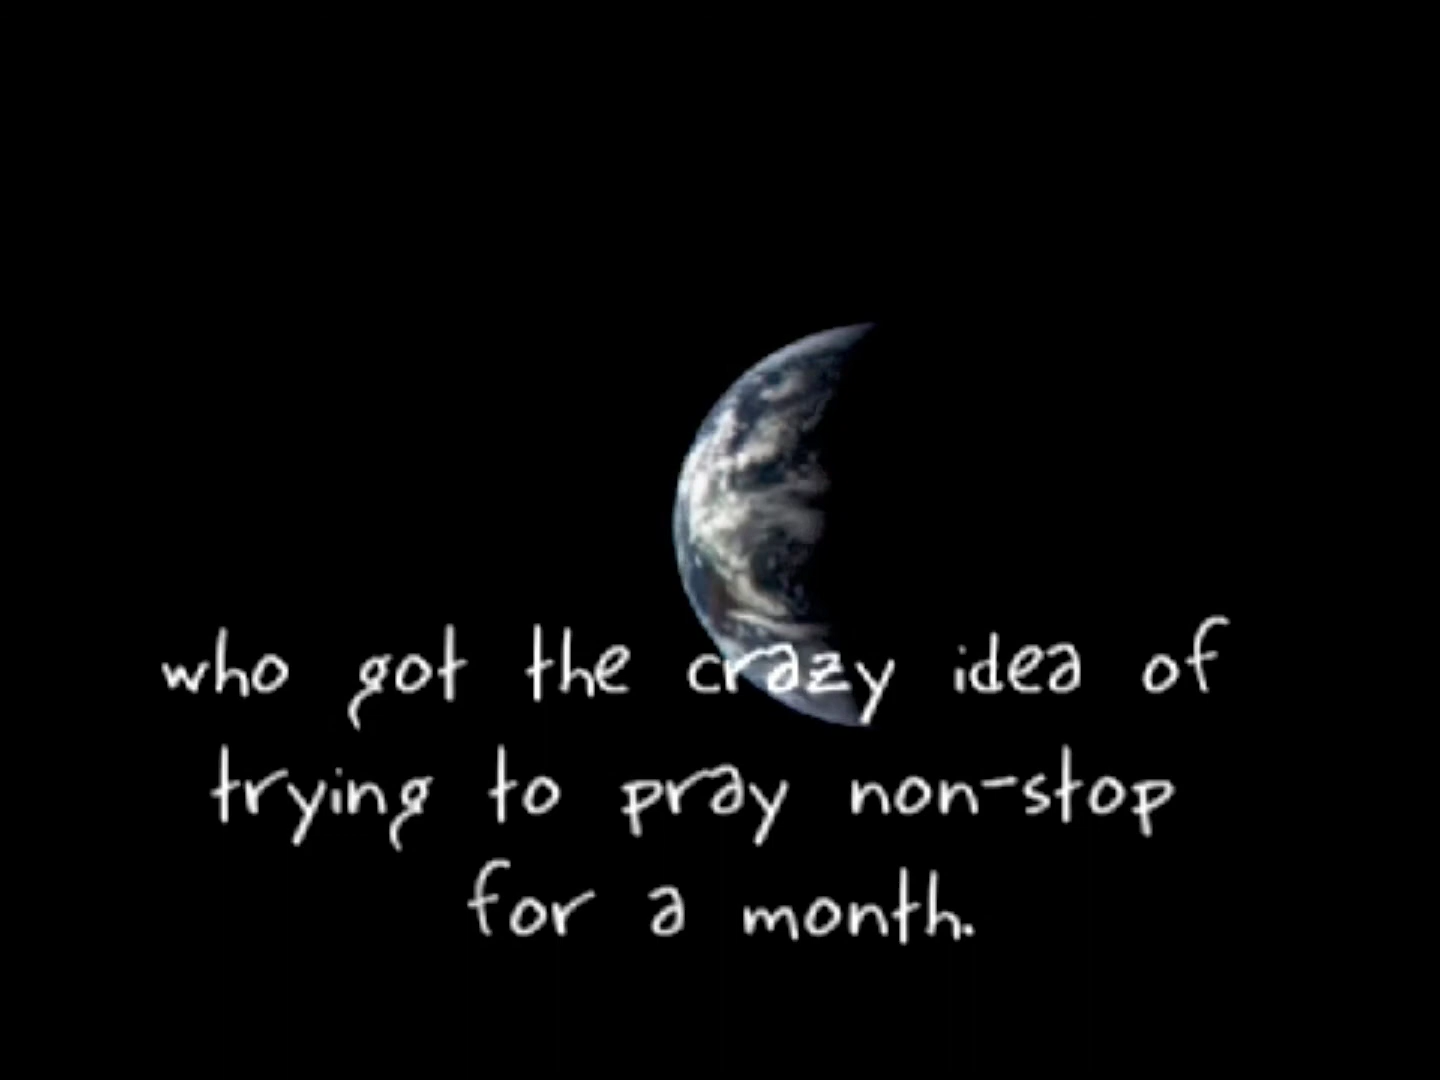 who got the crazy idea of
trying to pray non-stop
for a month.